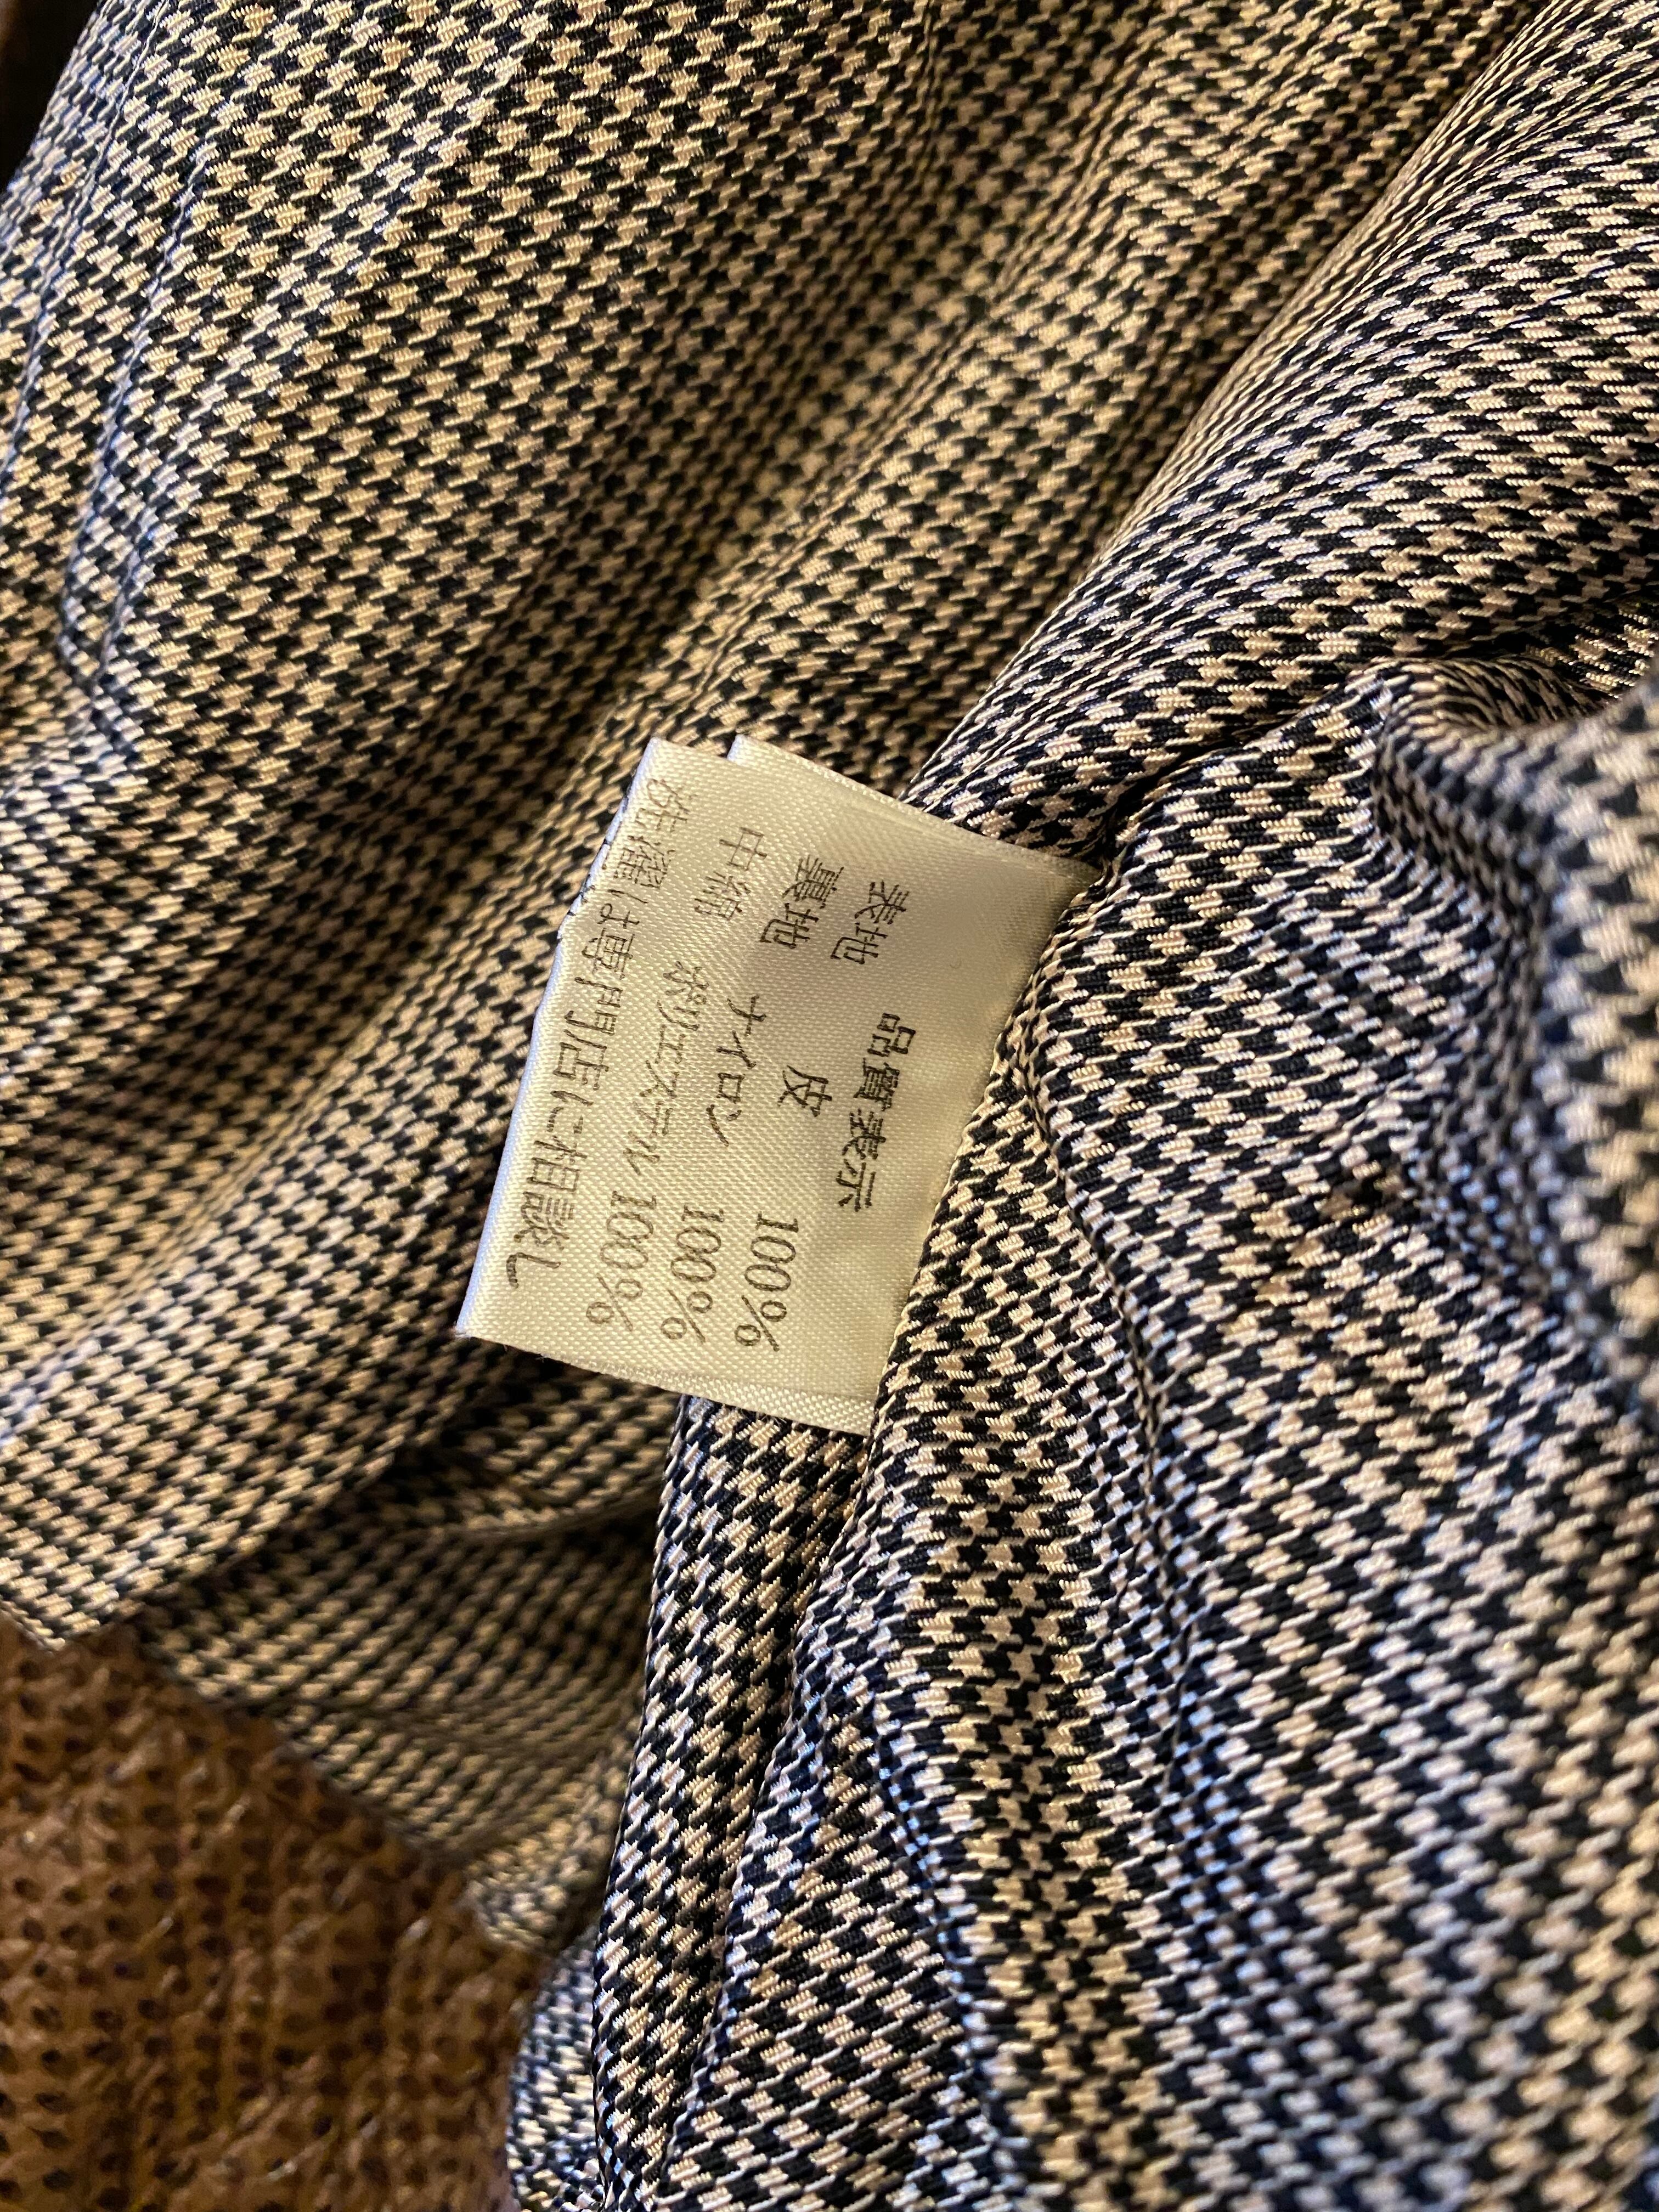 品質表示
表地 皮 100%
裏地 ナイロン 100%
中綿 ポリエステル 100%
洗濯は専門店に相談し